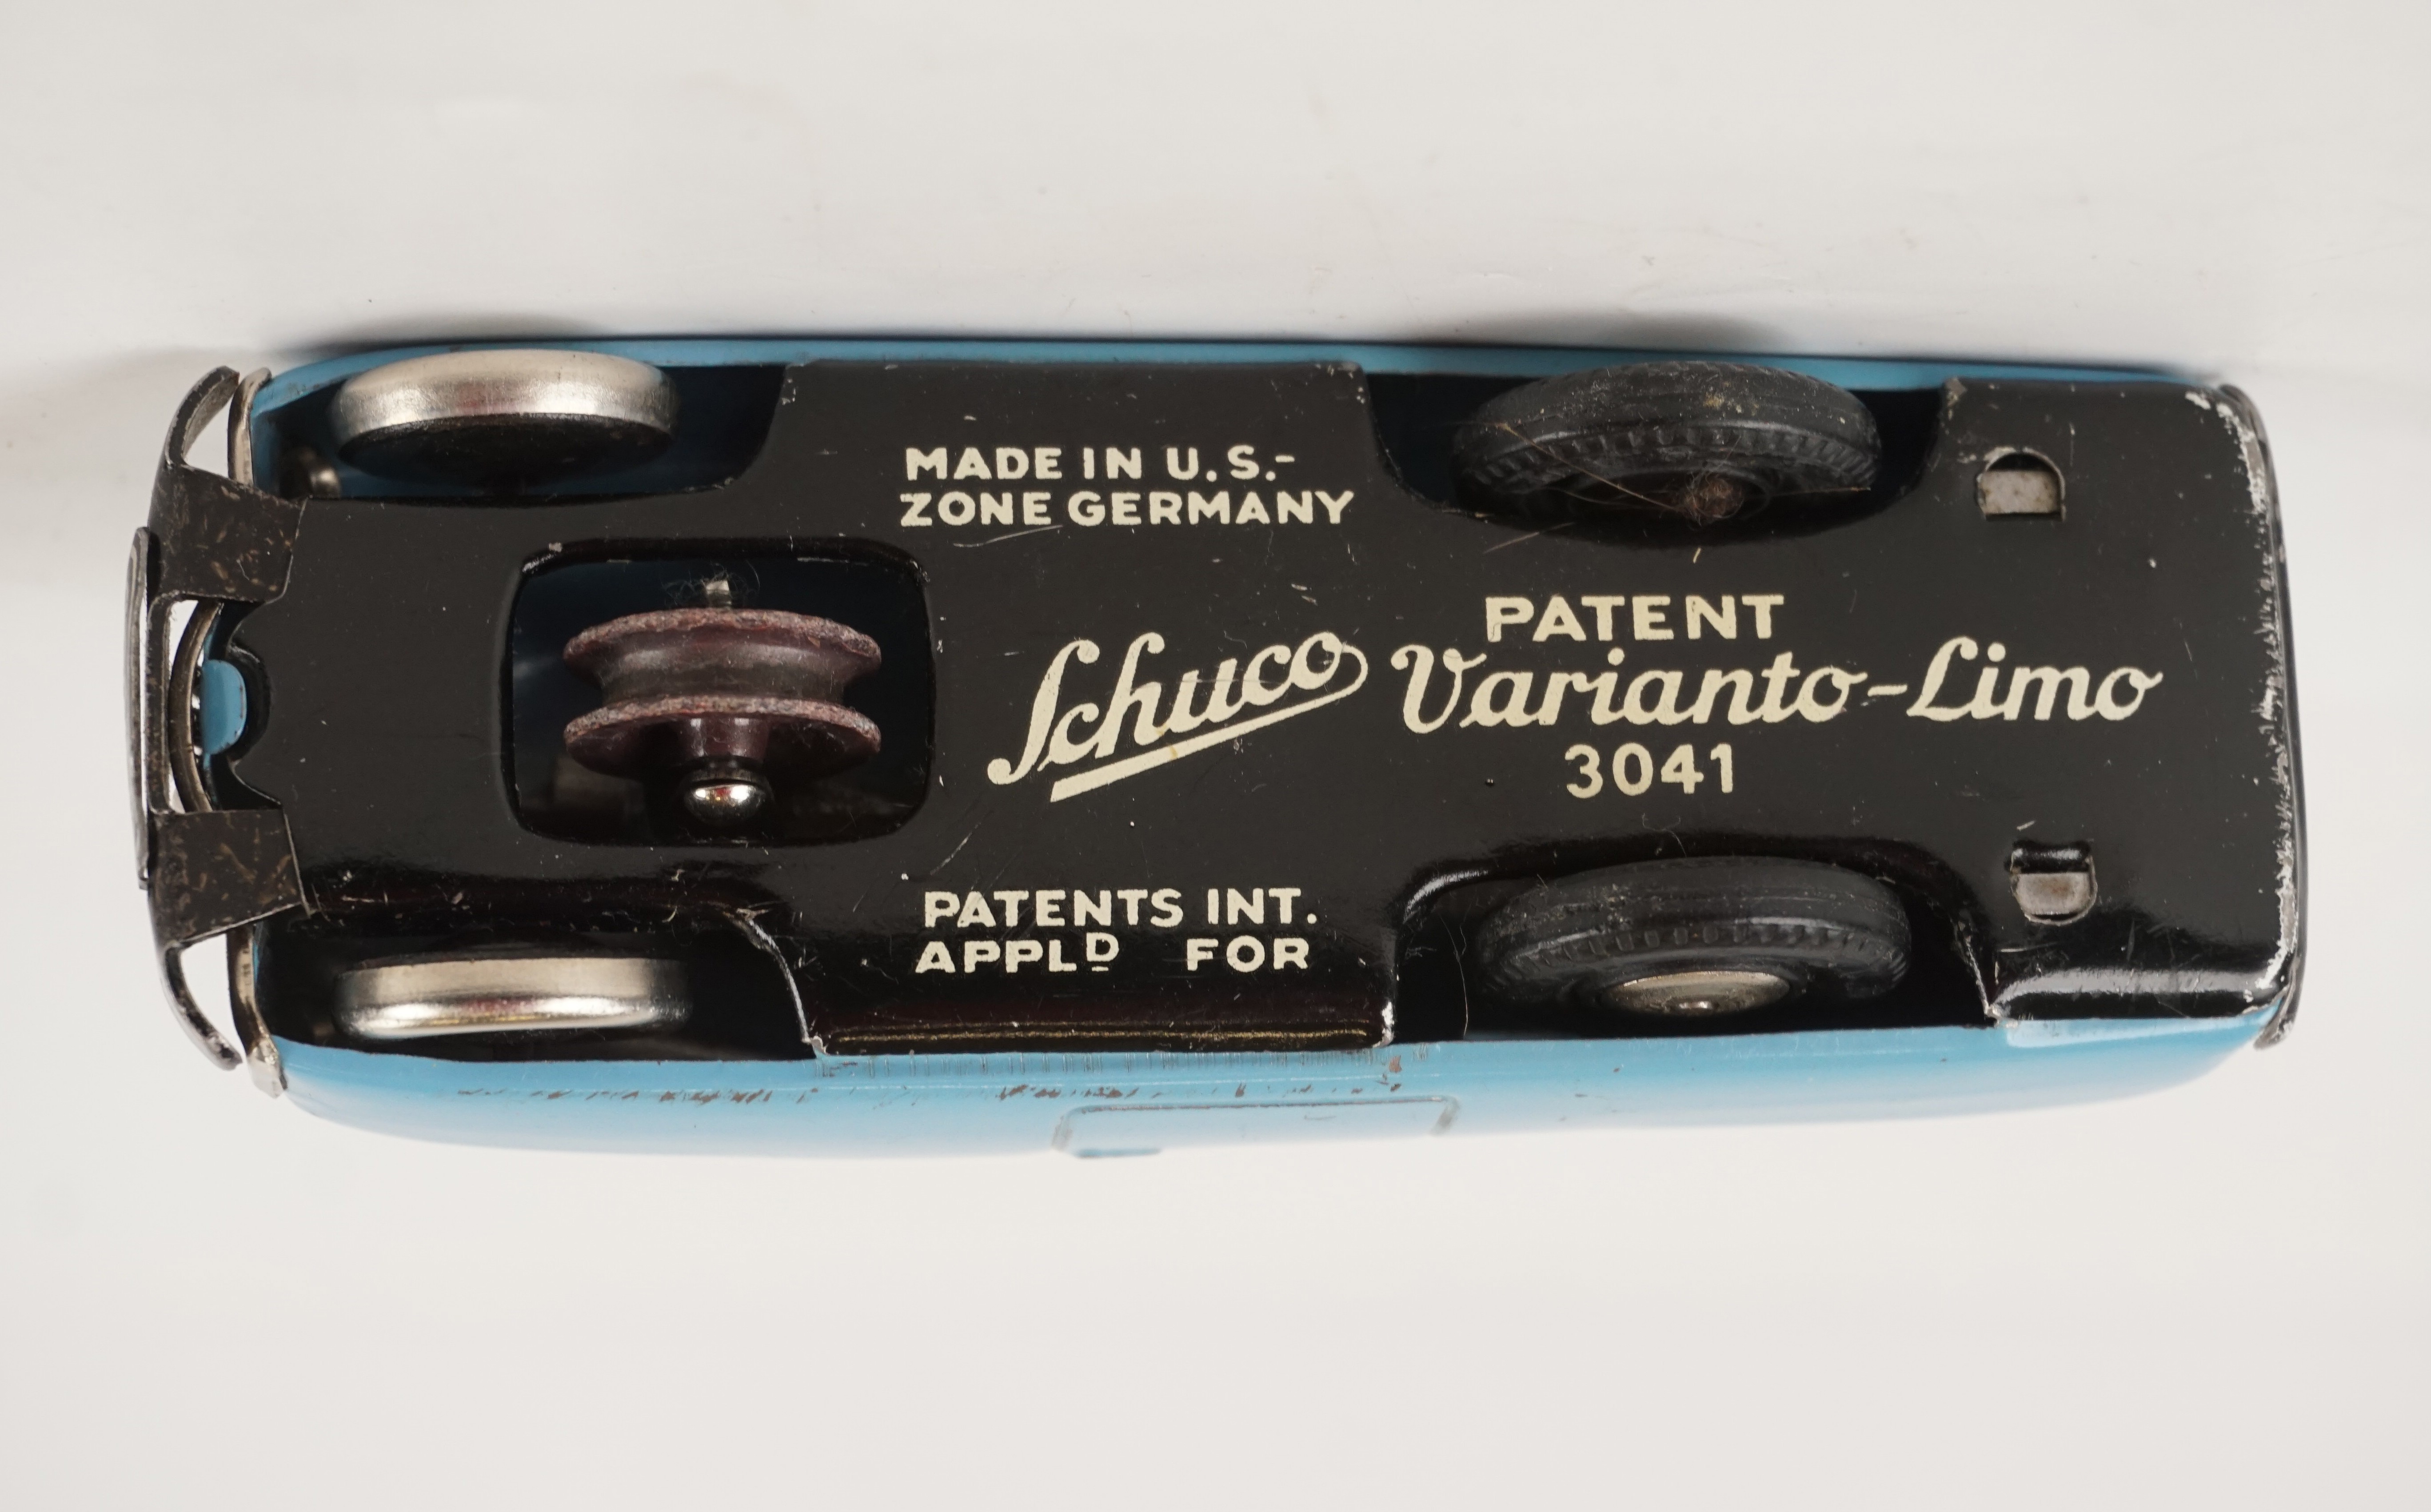 MADE IN U.S.-
ZONE GERMANY
Schuco
PATENT
Varianto-Limo
3041
PATENTS INT.
APPLD FOR